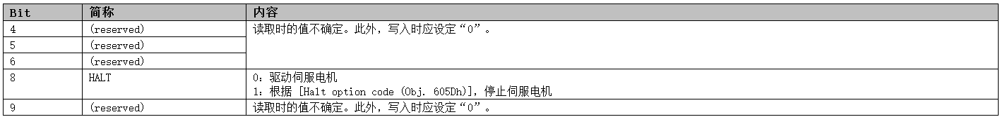 Bit 简称 内容
4 (reserved) 读取时的值不确定。此外，写入时应设定“0”。
5 (reserved)
6 (reserved)
8 HALT 0：驱动伺服电机
1：根据 [Halt option code (Obj. 605Dh)]，停止伺服电机
9 (reserved) 读取时的值不确定。此外，写入时应设定“0”。